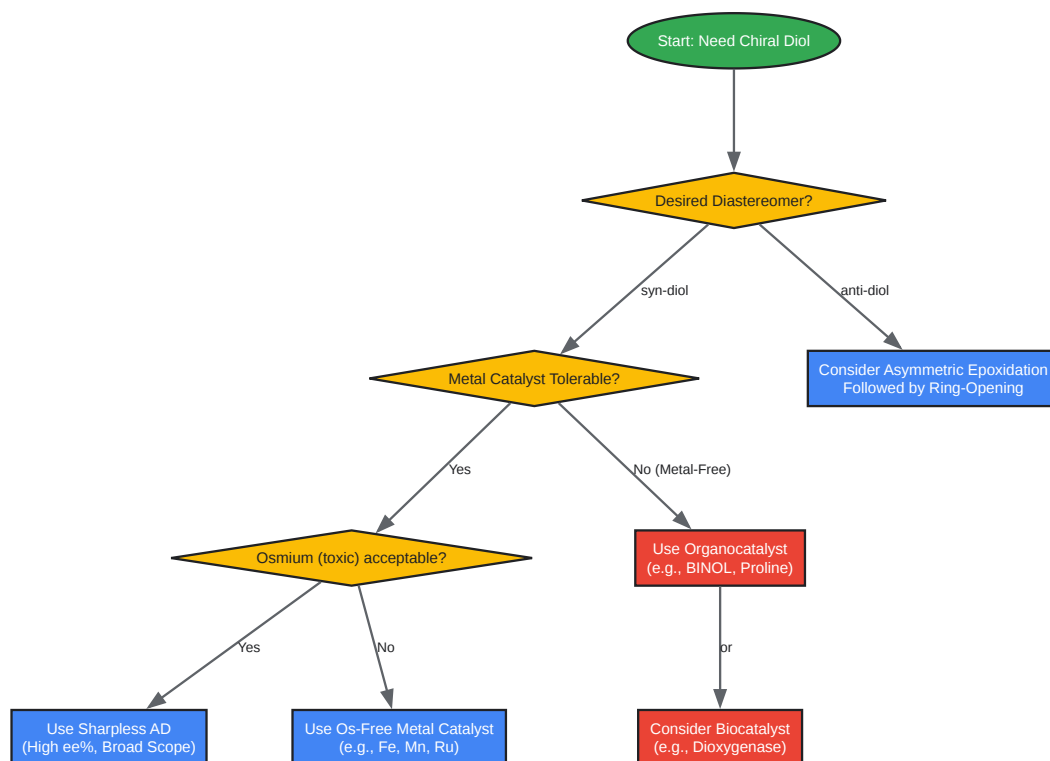 Start: Need Chiral Diol
Desired Diastereomer?
syn-diol
anti-diol
Metal Catalyst Tolerable?
Consider Asymmetric Epoxidation
Followed by Ring-Opening
Yes
No (Metal-Free)
Osmium (toxic) acceptable?
Use Organocatalyst
(e.g., BINOL, Proline)
Yes
No
or
Use Sharpless AD
(High ee%, Broad Scope)
Use Os-Free Metal Catalyst
(e.g., Fe, Mn, Ru)
Consider Biocatalyst
(e.g., Dioxygenase)